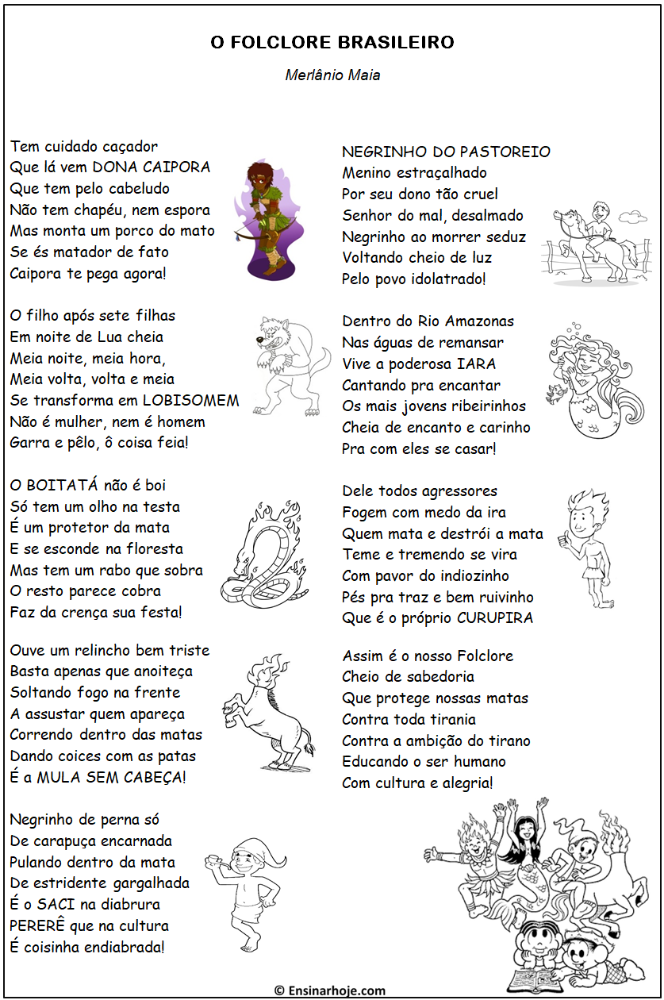 O FOLCLORE BRASILEIRO
Merlânio Maia
Tem cuidado caçador
Que lá vem DONA CAIPORA
Que tem pelo cabeludo
Não tem chapéu, nem espora
Mas monta um porco do mato
Se és matador de fato
Caipora te pega agora!
O filho após sete filhas
Em noite de Lua cheia
Meia noite, meia hora,
Meia volta, volta e meia
Se transforma em LOBISOMEM
Não é mulher, nem é homem
Garra e pêlo, ô coisa feia!
O BOITATÁ não é boi
Só tem um olho na testa
É um protetor da mata
E se esconde na floresta
Mas tem um rabo que sobra
O resto parece cobra
Faz da crença sua festa!
Ouve um relincho bem triste
Basta apenas que anoiteça
Soltando fogo na frente
A assustar quem apareça
Correndo dentro das matas
Dando coices com as patas
É a MULA SEM CABEÇA!
Negrinho de perna só
De carapuça encarnada
Pulando dentro da mata
De estridente gargalhada
É o SACI na diabrura
PERERÊ que na cultura
É coisinha endiabrada!
NEGRINHO DO PASTOREIO
Menino estraçalhado
Por seu dono tão cruel
Senhor do mal, desalmado
Negrinho ao morrer seduz
Voltando cheio de luz
Pelo povo idolatrado!
Dentro do Rio Amazonas
Nas águas de remansar
Vive a poderosa IARA
Cantando pra encantar
Os mais jovens ribeirinhos
Cheia de encanto e carinho
Pra com eles se casar!
Dele todos agressores
Fogem com medo da ira
Quem mata e destrói a mata
Teme e tremendo se vira
Com pavor do indiozinho
Pés pra traz e bem ruivinho
Que é o próprio CURUPIRA
Assim é o nosso Folclore
Cheio de sabedoria
Que protege nossas matas
Contra toda tirania
Contra a ambição do tirano
Educando o ser humano
Com cultura e alegria!
© Ensinarhoje.com